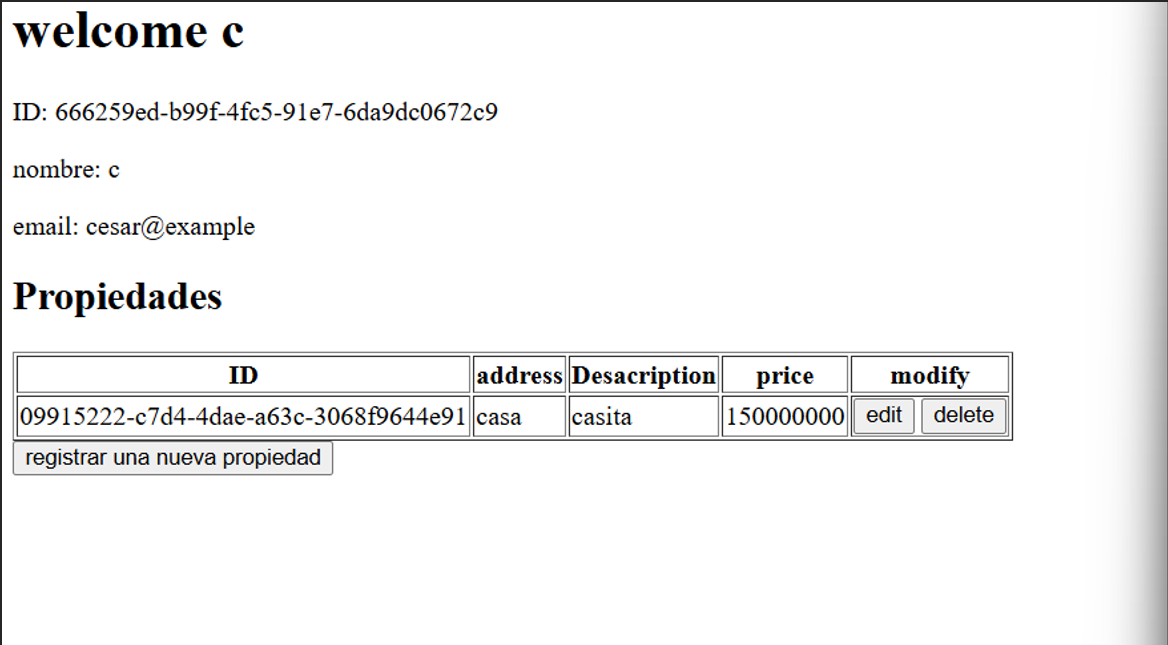 welcome c
ID: 666259ed-b99f-4fc5-91e7-6da9dc0672c9
nombre: c
email: cesar@example
Propiedades
ID address Desacription price modify
09915222-c7d4-4dae-a63c-3068f9644e91 casa casita 150000000 edit delete
registrar una nueva propiedad